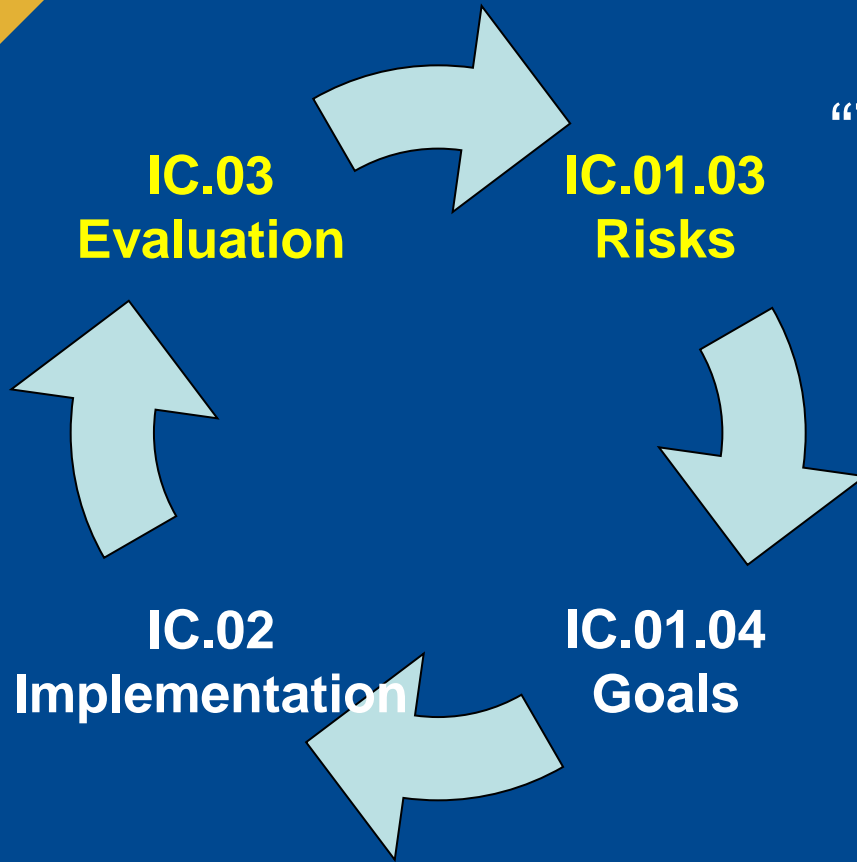 IC.03
Evaluation
IC.01.03
Risks
IC.02
Implementation
IC.01.04
Goals